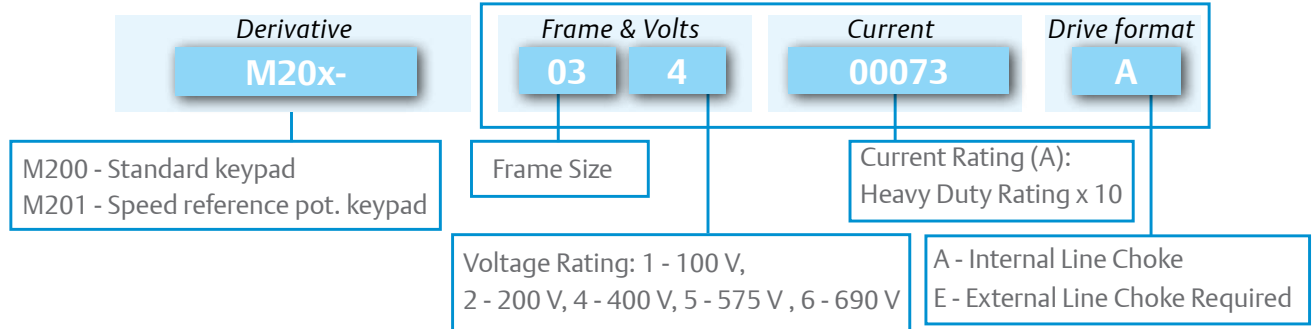 Derivative
Frame & Volts
Current
Drive format
M20x-
03
4
00073
A
M200 - Standard keypad
M201 - Speed reference pot. keypad
Frame Size
Current Rating (A):
Heavy Duty Rating x 10
Voltage Rating: 1 - 100 V,
2 - 200 V, 4 - 400 V, 5 - 575 V , 6 - 690 V
A - Internal Line Choke
E - External Line Choke Required